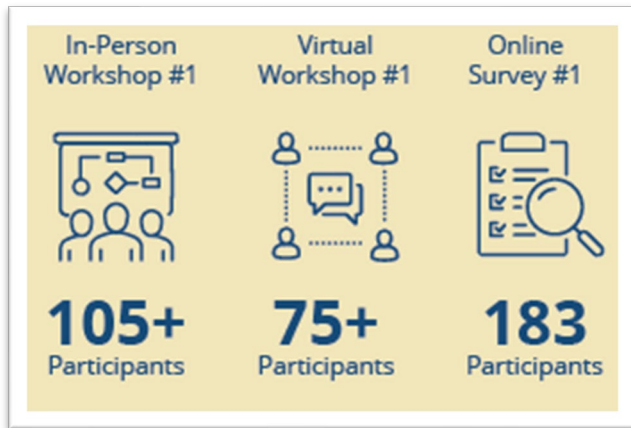 In-Person
Workshop #1
105+
Participants
Virtual
Workshop #1
75+
Participants
Online
Survey #1
183
Participants